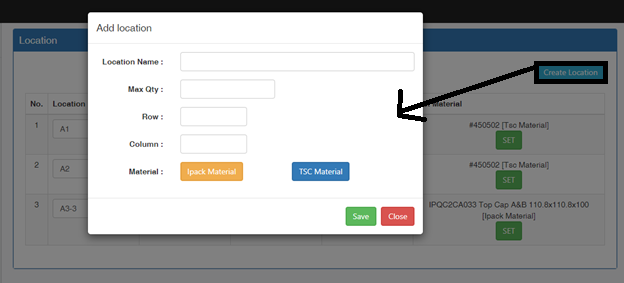 Add location
Location
Location Name :
Create Location
Max Qty :
No. Location Material
Row :
1 A1 #450502 [Tsc Material]
SET
Column :
2 A2 #450502 [Tsc Material]
Material : Ipack Material TSC Material
SET
3 A3-3 IPQC2CA033 Top Cap A&B 110.8x110.8x100
[Ipack Material]
Save Close
SET